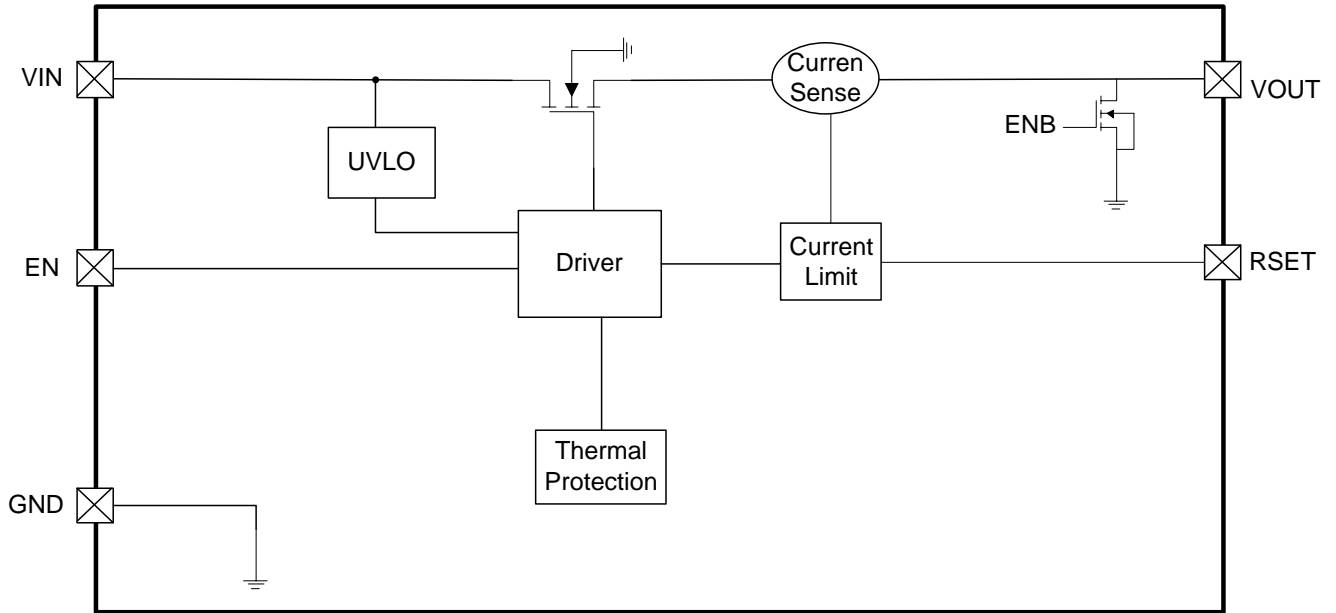 VIN
Curren
Sense
VOUT
ENB
UVLO
EN
Driver
Current
Limit
RSET
Thermal
Protection
GND